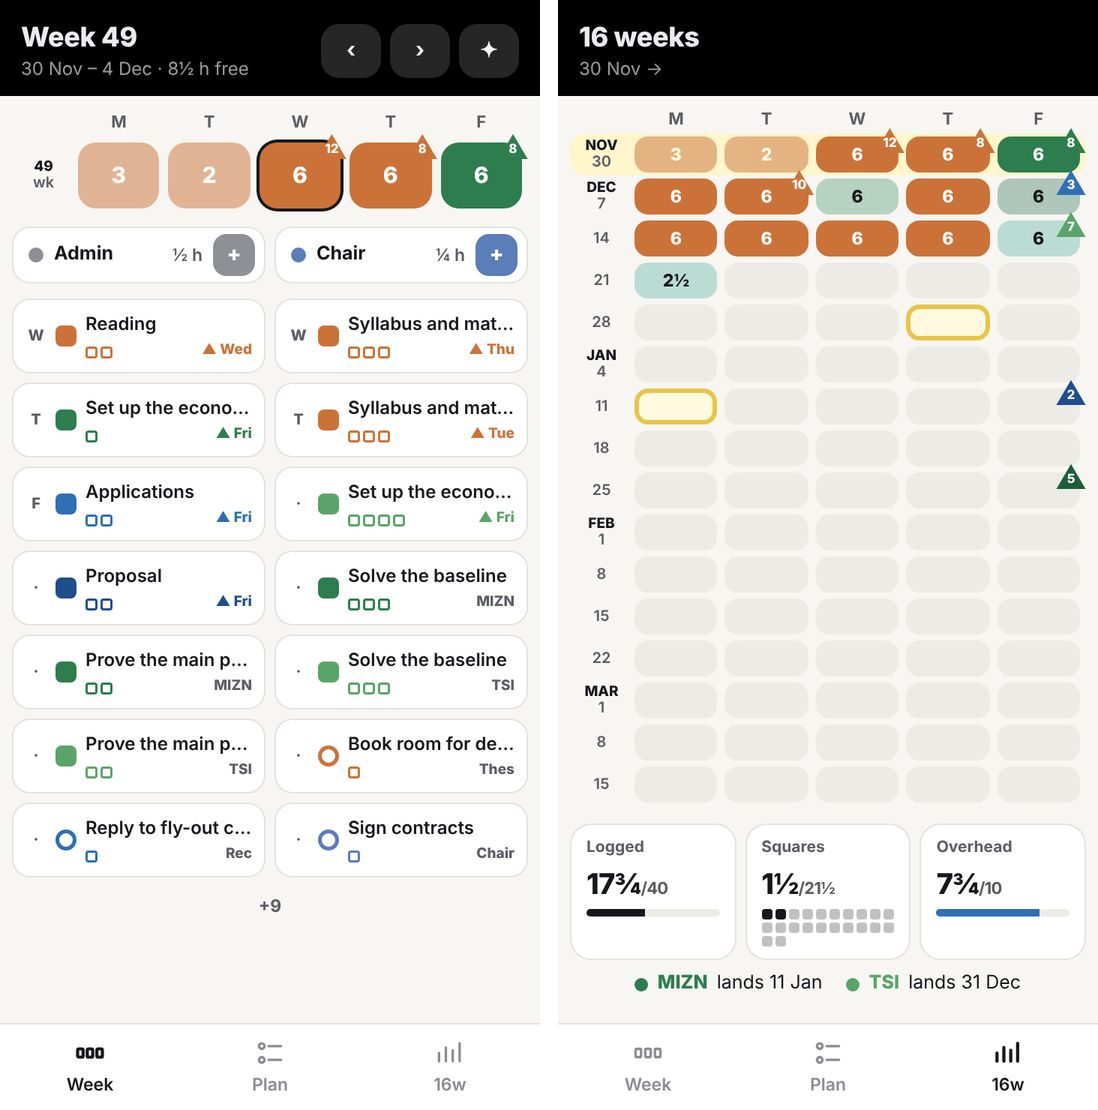 Week 49
30 Nov – 4 Dec · 8½ h free
‹ › ✦
M T W T F
49 wk 3 2 6 12 6 8 6 8
Admin ½ h +
Chair ¼ h +
W Reading ▲ Wed
W Syllabus and mat… ▲ Thu
T Set up the econo… ▲ Fri
T Syllabus and mat… ▲ Tue
F Applications ▲ Fri
· Set up the econo… ▲ Fri
· Proposal ▲ Fri
· Solve the baseline MIZN
· Prove the main p… MIZN
· Solve the baseline TSI
· Prove the main p… TSI
· Book room for de… Thes
· Reply to fly-out c… Rec
· Sign contracts Chair
+9
Week Plan 16w
16 weeks
30 Nov →
M T W T F
NOV
30 3 2 6 12 6 8 6 8
DEC
7 6 6 10 6 6 6 3
14 6 6 6 6 6 7
21 2½
28
JAN
4
11 2
18
25 5
FEB
1
8
15
22
MAR
1
8
15
Logged
17¾/40
Squares
1½/21½
Overhead
7¾/10
MIZN lands 11 Jan TSI lands 31 Dec
Week Plan 16w